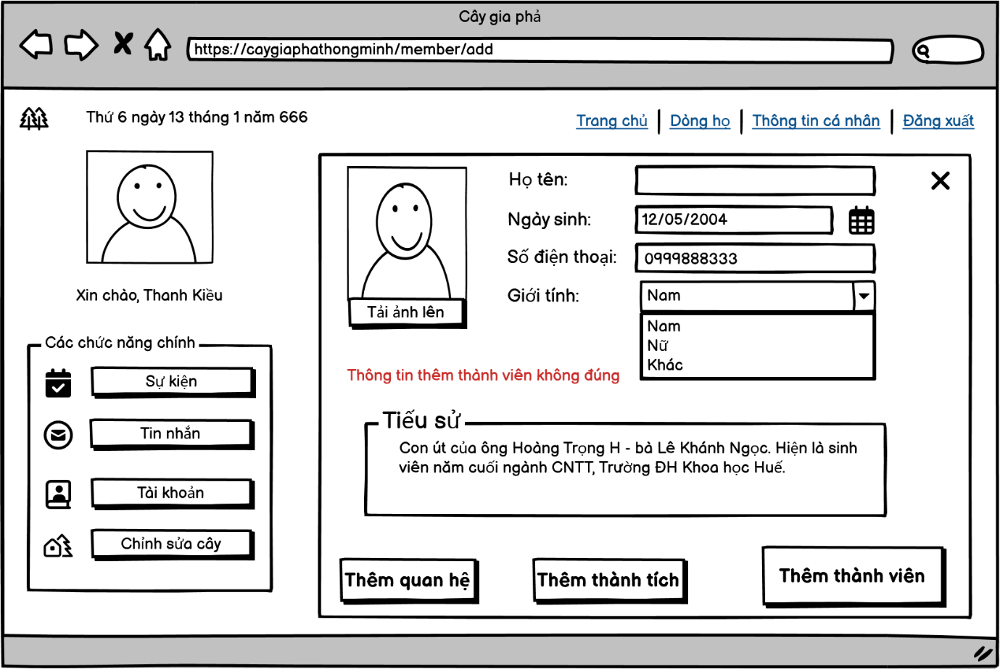 Cây gia phả
https://caygiaphathongminh/member/add
Thứ 6 ngày 13 tháng 1 năm 666
Trang chủ
Dòng họ
Thông tin cá nhân
Đăng xuất
Xin chào, Thanh Kiều
Các chức năng chính
Sự kiện
Tin nhắn
Tài khoản
Chỉnh sửa cây
Tải ảnh lên
Họ tên:
Ngày sinh:
12/05/2004
Số điện thoại:
0999888333
Giới tính:
Nam
Nam
Nữ
Khác
Thông tin thêm thành viên không đúng
Tiếu sử
Con út của ông Hoàng Trọng H - bà Lê Khánh Ngọc. Hiện là sinh
viên năm cuối ngành CNTT, Trường ĐH Khoa học Huế.
Thêm quan hệ
Thêm thành tích
Thêm thành viên